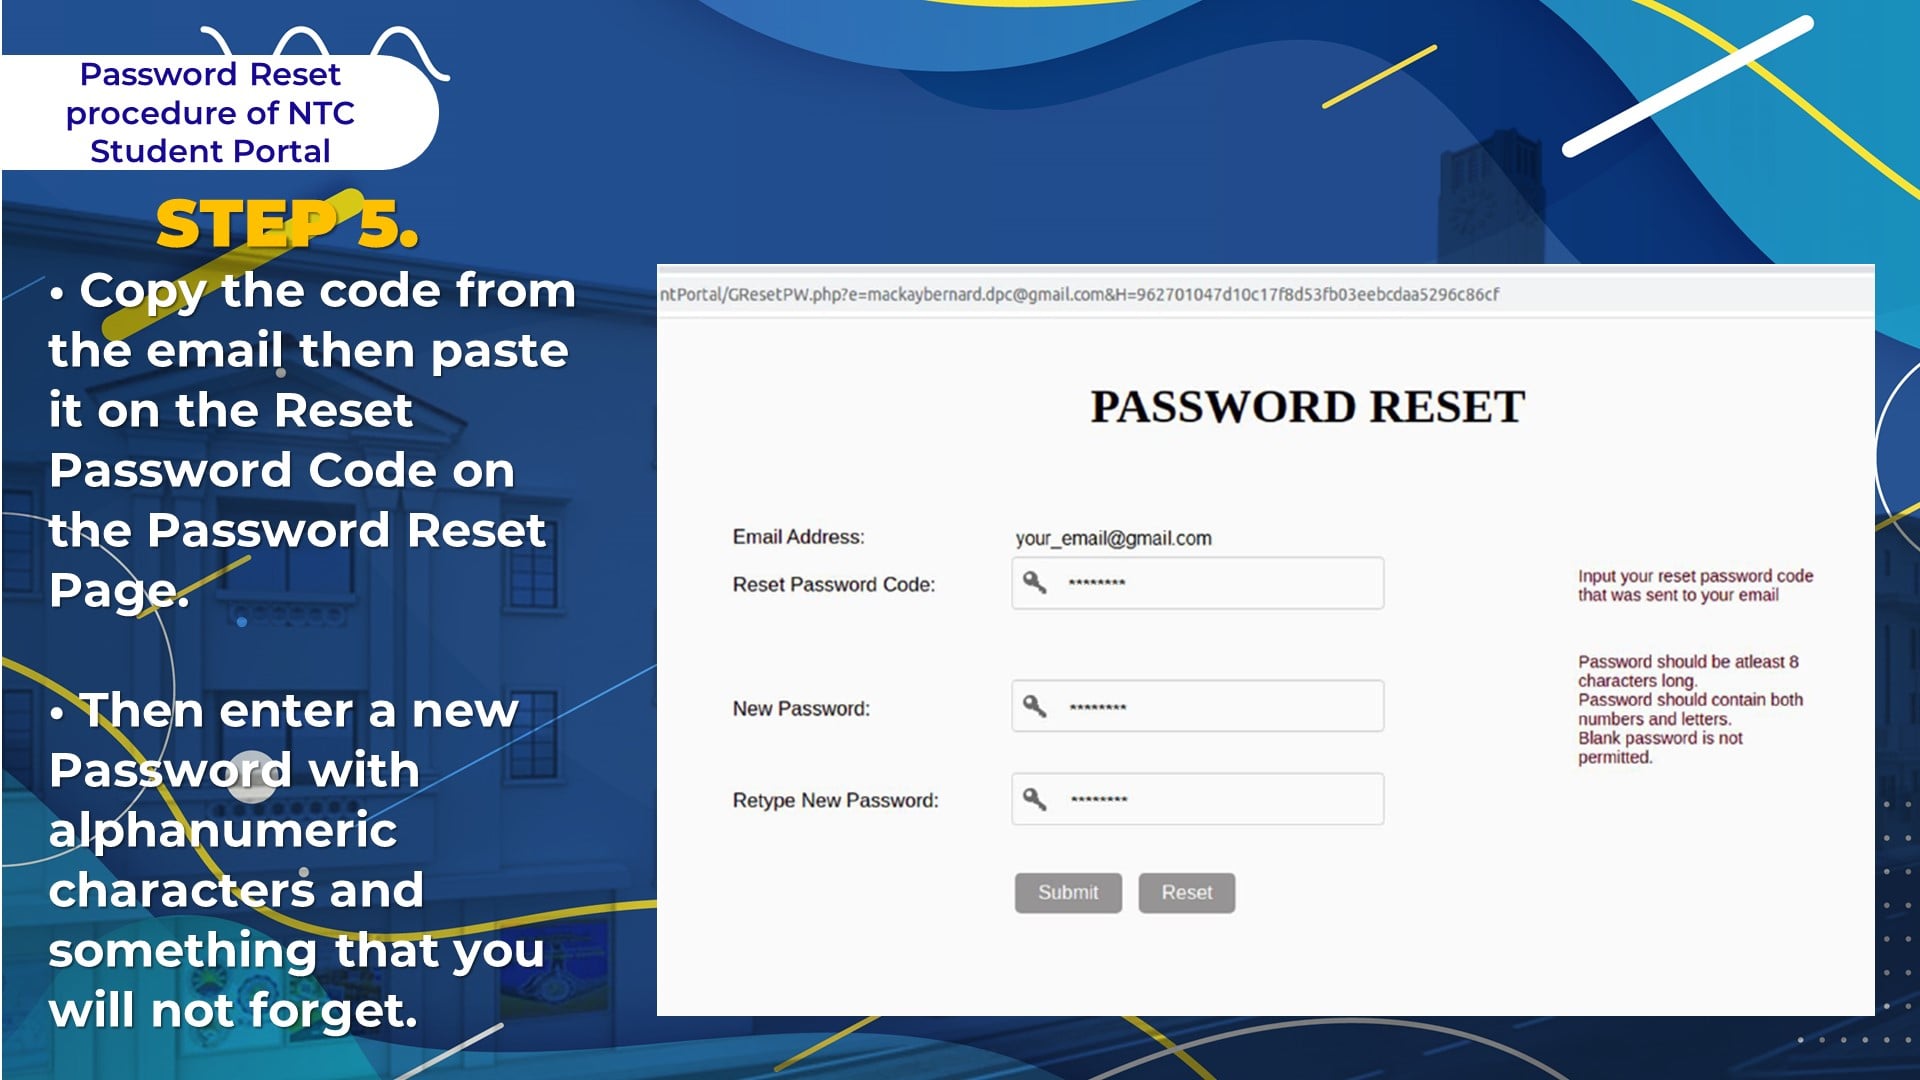 Password Reset
procedure of NTC
Student Portal
STEP 5.
• Copy the code from
the email then paste
it on the Reset
Password Code on
the Password Reset
Page.
• Then enter a new
Password with
alphanumeric
characters and
something that you
will not forget.
ntPortal/GResetPW.php?e=mackaybernard.dpc@gmail.com&H=962701047d10c17f8d53fb03eebcdaa5296c86cf
PASSWORD RESET
Email Address: your_email@gmail.com
Reset Password Code: ********
Input your reset password code
that was sent to your email
New Password: ********
Password should be atleast 8
characters long.
Password should contain both
numbers and letters.
Blank password is not
permitted.
Retype New Password: ********
Submit Reset